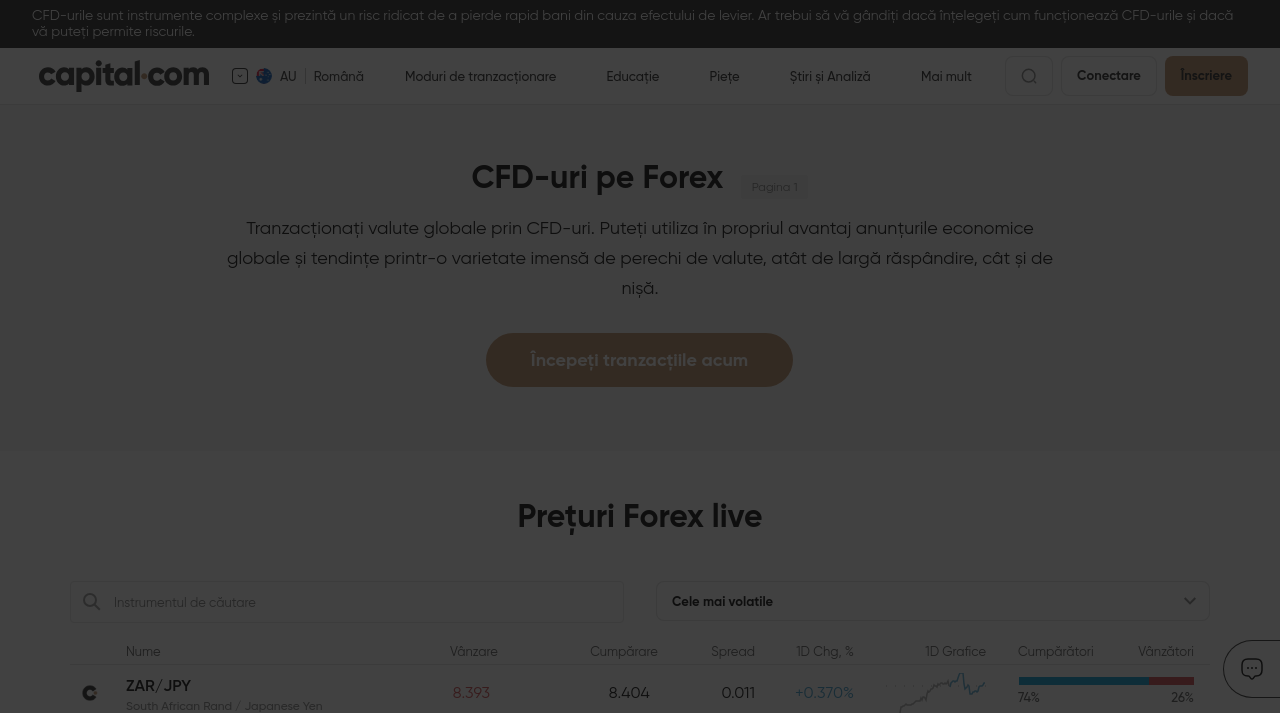 CFD-urile sunt instrumente complexe și prezintă un risc ridicat de a pierde rapid bani din cauza efectului de levier. Ar trebui să vă gândiți dacă înțelegeți cum funcționează CFD-urile și dacă
vă puteți permite riscurile.
capital.com AU Română Moduri de tranzacționare Educație Piețe Știri și Analiză Mai mult Conectare Înscriere
CFD-uri pe Forex Pagina 1
Tranzacționați valute globale prin CFD-uri. Puteți utiliza în propriul avantaj anunțurile economice
globale și tendințe printr-o varietate imensă de perechi de valute, atât de largă răspândire, cât și de
nișă.
Începeți tranzacțiile acum
Prețuri Forex live
Instrumentul de căutare Cele mai volatile
Nume Vânzare Cumpărare Spread 1D Chg, % 1D Grafice Cumpărători Vânzători
ZAR/JPY 8.393 8.404 0.011 +0.370% 74% 26%
South African Rand / Japanese Yen